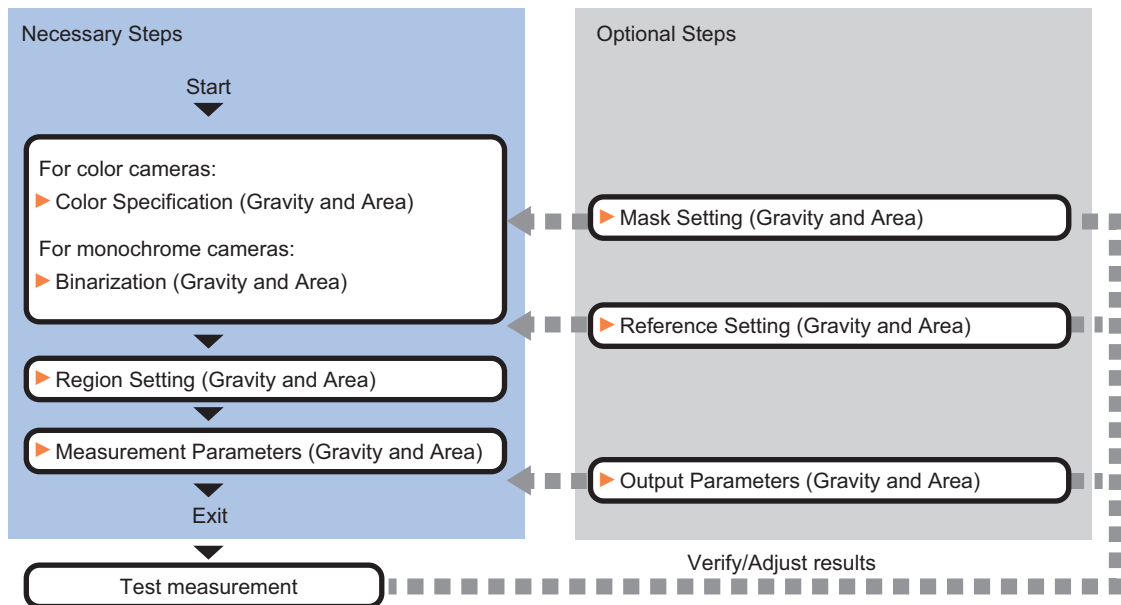 Necessary Steps
Start
For color cameras:
Color Specification (Gravity and Area)
For monochrome cameras:
Binarization (Gravity and Area)
Region Setting (Gravity and Area)
Measurement Parameters (Gravity and Area)
Exit
Test measurement
Optional Steps
Mask Setting (Gravity and Area)
Reference Setting (Gravity and Area)
Output Parameters (Gravity and Area)
Verify/Adjust results